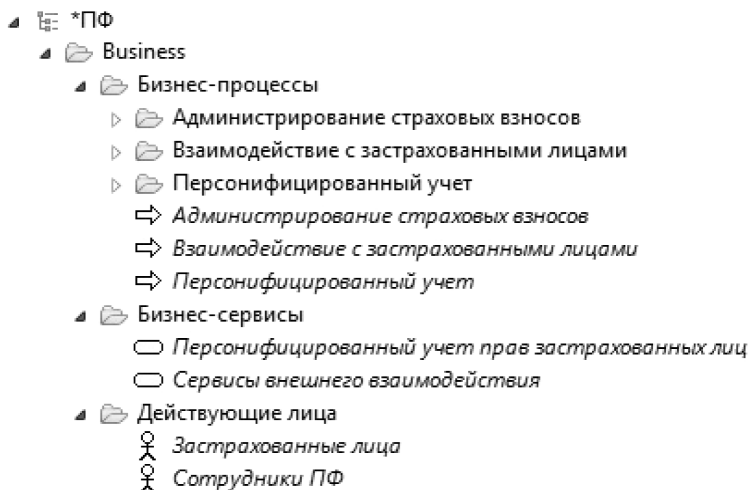 *ПФ
Business
Бизнес-процессы
Администрирование страховых взносов
Взаимодействие с застрахованными лицами
Персонифицированный учет
Администрирование страховых взносов
Взаимодействие с застрахованными лицами
Персонифицированный учет
Бизнес-сервисы
Персонифицированный учет прав застрахованных лиц
Сервисы внешнего взаимодействия
Действующие лица
Застрахованные лица
Сотрудники ПФ